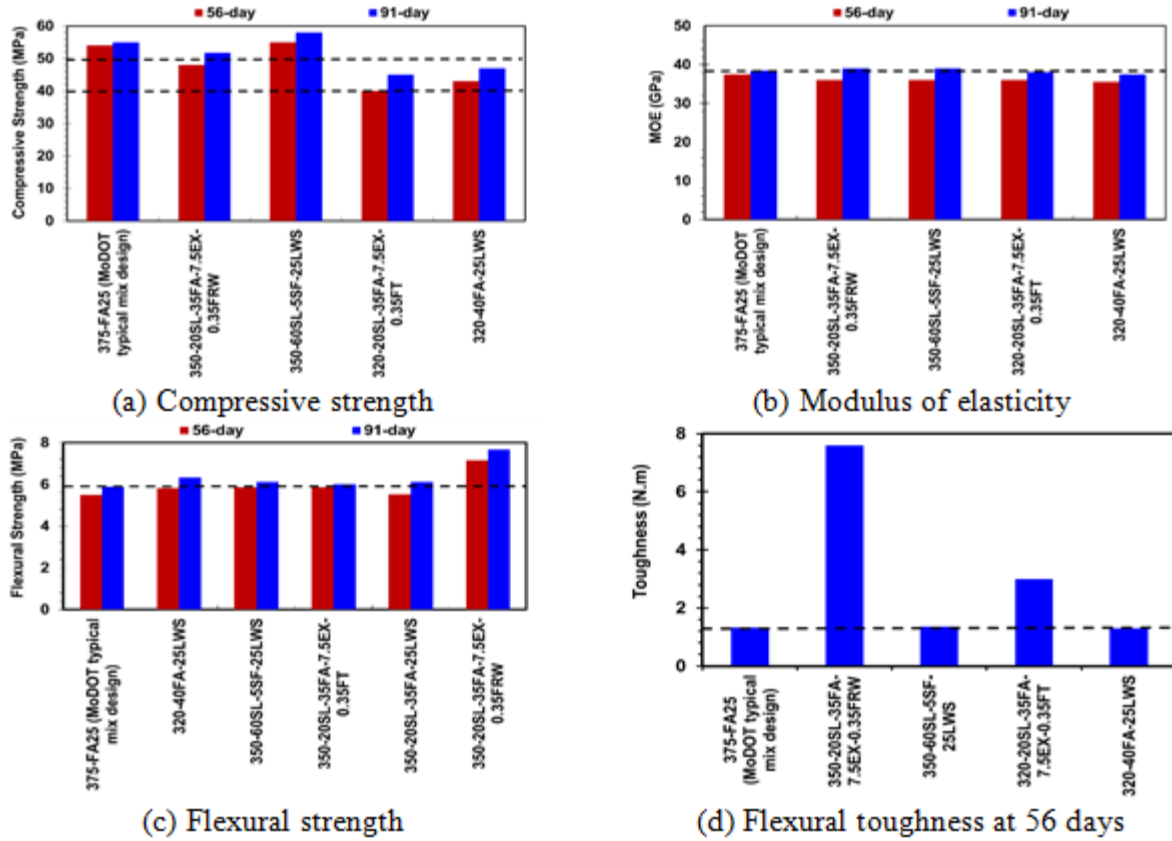 56-day 91-day
Compressive Strength (MPa)
60
50
40
30
20
10
0
375-FA25 (MoDOT
typical mix design)
350-20SL-35FA-7.5EX-
0.35FRW
350-60SL-5SF-25LWS
320-20SL-35FA-7.5EX-
0.35FT
320-40FA-25LWS
(a) Compressive strength
56-day 91-day
MOE (GPa)
50
40
30
20
10
0
375-FA25 (MoDOT
typical mix design)
350-20SL-35FA-7.5EX-
0.35FRW
350-60SL-5SF-25LWS
320-20SL-35FA-7.5EX-
0.35FT
320-40FA-25LWS
(b) Modulus of elasticity
56-day 91-day
Flexural Strength (MPa)
8
6
4
2
0
375-FA25 (MoDOT typical
mix design)
320-40FA-25LWS
350-60SL-5SF-25LWS
350-20SL-35FA-7.5EX-
0.35FT
350-20SL-35FA-25LWS
350-20SL-35FA-7.5EX-
0.35FRW
(c) Flexural strength
Toughness (N.m)
8
6
4
2
0
375-FA25
(MoDOT typical
mix design)
350-20SL-35FA-
7.5EX-0.35FRW
350-60SL-5SF-
25LWS
320-20SL-35FA-
7.5EX-0.35FT
320-40FA-25LWS
(d) Flexural toughness at 56 days